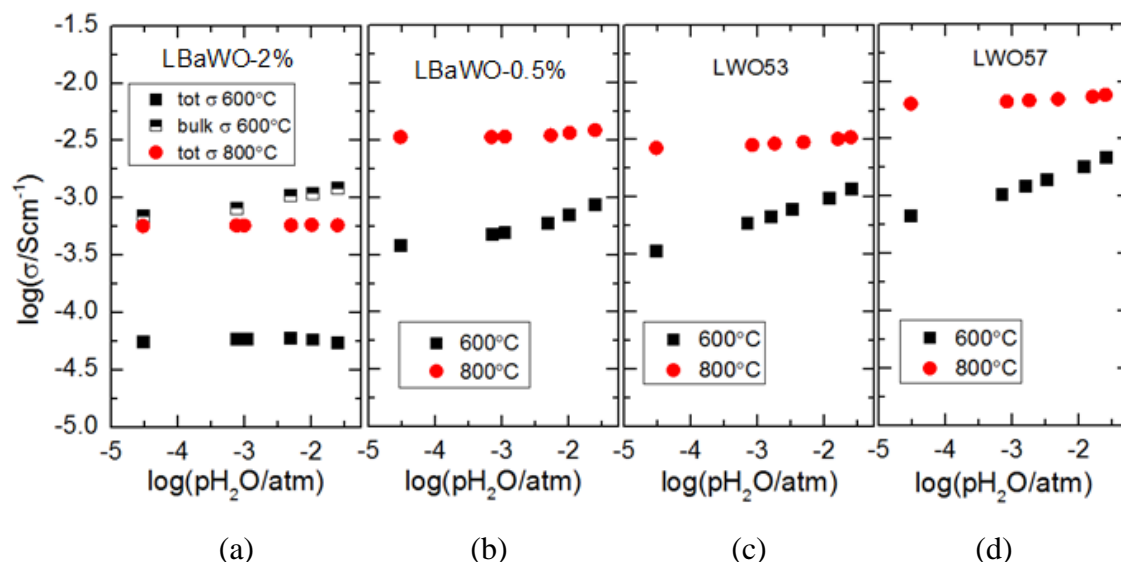 log(σ/Scm⁻¹)
-1.5
-2.0
-2.5
-3.0
-3.5
-4.0
-4.5
-5.0
LBaWO-2%
tot σ 600°C
bulk σ 600°C
tot σ 800°C
-5 -4 -3 -2
log(pH₂O/atm)
(a)
LBaWO-0.5%
600°C
800°C
-5 -4 -3 -2
log(pH₂O/atm)
(b)
LWO53
600°C
800°C
-5 -4 -3 -2
log(pH₂O/atm)
(c)
LWO57
600°C
800°C
-5 -4 -3 -2
log(pH₂O/atm)
(d)